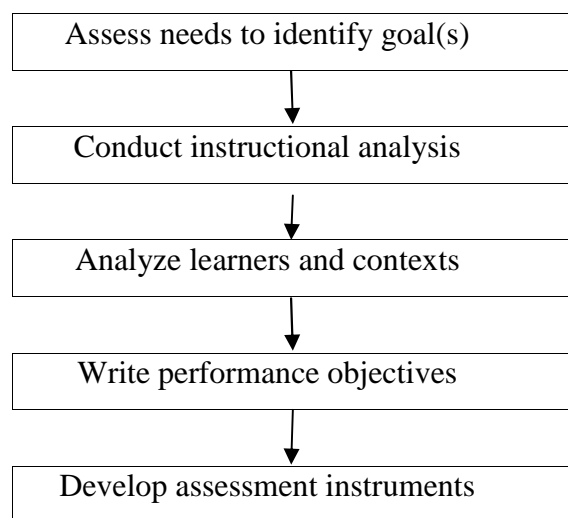 Assess needs to identify goal(s)
Conduct instructional analysis
Analyze learners and contexts
Write performance objectives
Develop assessment instruments